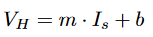 V_H = m · I_s + b